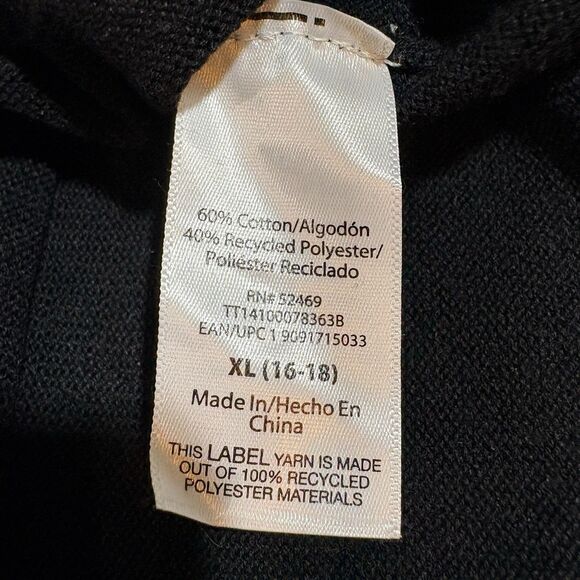 60% Cotton/Algodón
40% Recycled Polyester/
Poliéster Reciclado
RN# 52469
TT14100078363B
EAN/UPC 1 9091715033
XL (16-18)
Made In/Hecho En
China
THIS LABEL YARN IS MADE
OUT OF 100% RECYCLED
POLYESTER MATERIALS